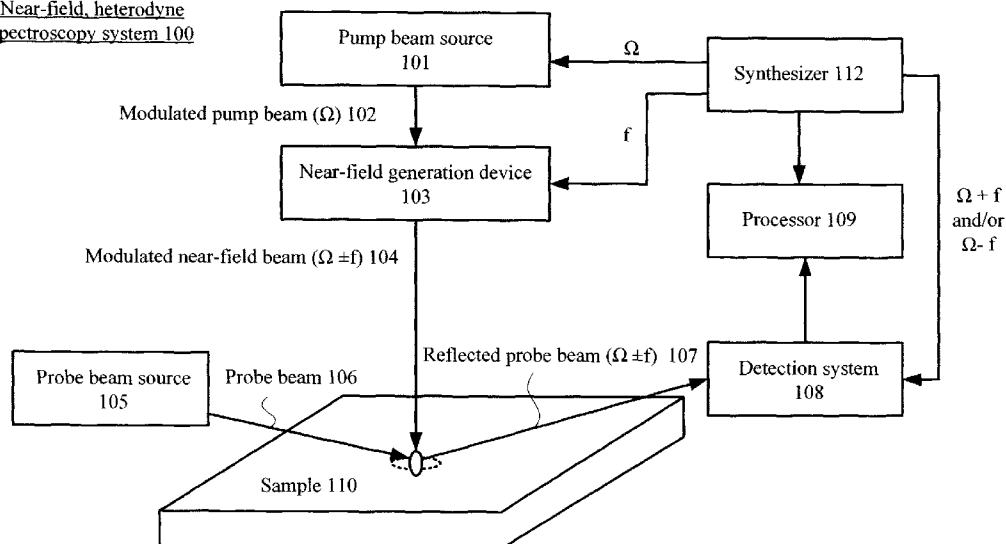 Near-field, heterodyne
pectroscopy system 100
Pump beam source
101
Ω
Synthesizer 112
Modulated pump beam (Ω) 102
f
Near-field generation device
103
Processor 109
Ω + f
and/or
Ω- f
Modulated near-field beam (Ω ±f) 104
Reflected probe beam (Ω ±f) 107
Probe beam source
105
Probe beam 106
Detection system
108
Sample 110